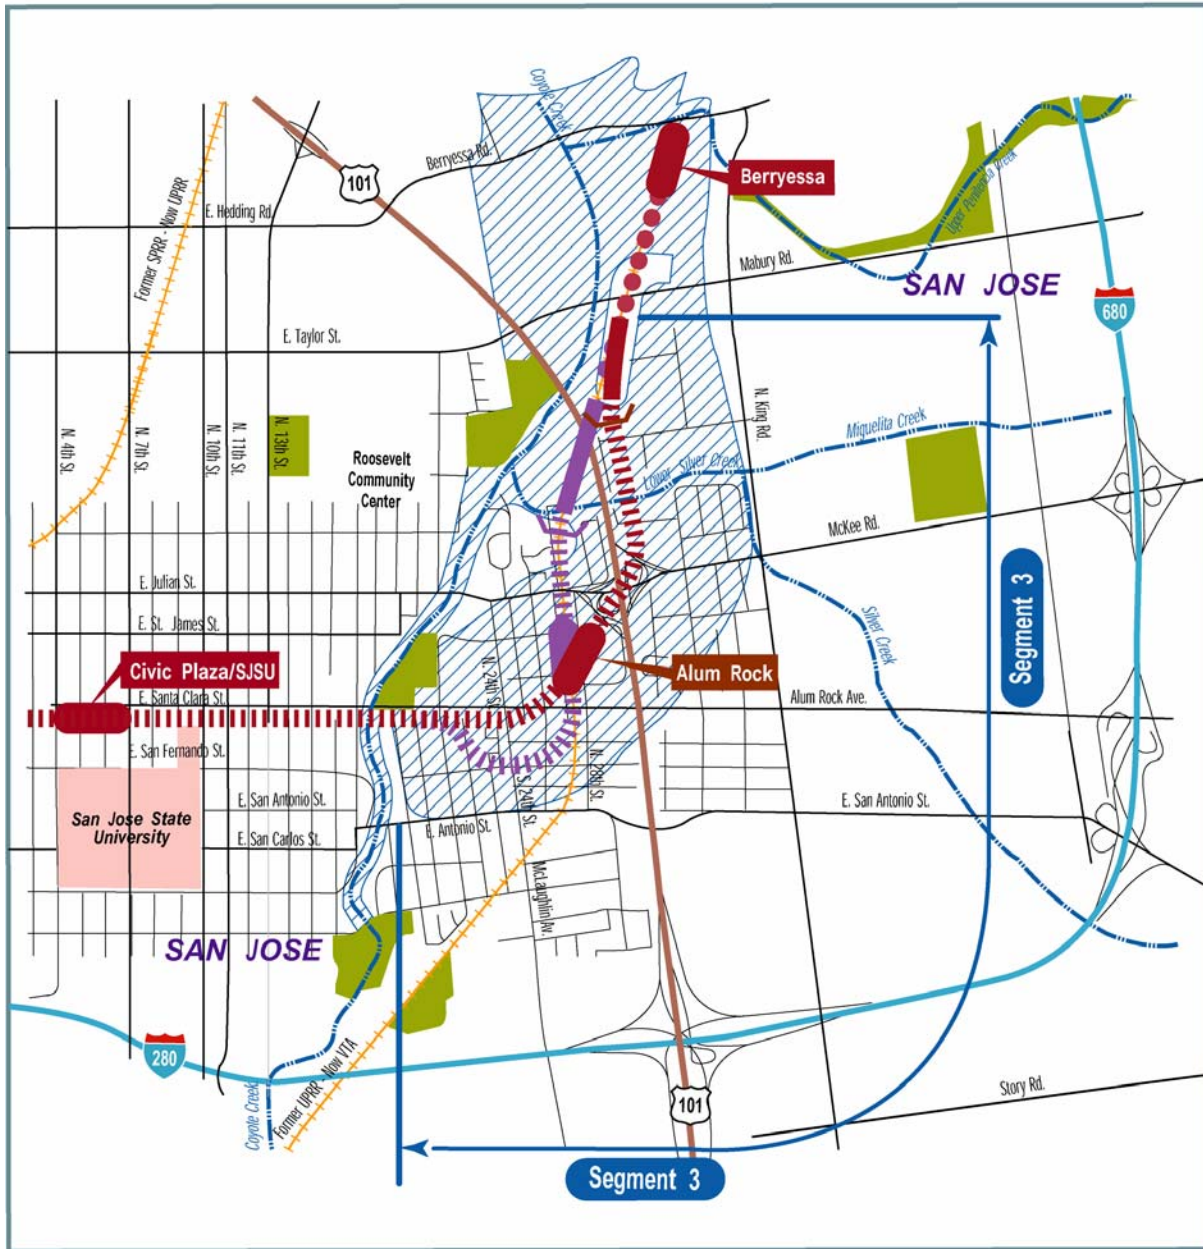 Coyote Creek
Berryessa Rd.
101
Berryessa
E. Hedding Rd.
Former SPRR - Now UPRR
Upper Penitencia Creek
Mabury Rd.
SAN JOSE
680
E. Taylor St.
N. 4th St.
N. 7th St.
N. 10th St.
N. 11th St.
N. 13th St.
Roosevelt
Community
Center
N. King Rd.
Miguelita Creek
Lower Silver Creek
McKee Rd.
E. Julian St.
E. St. James St.
Silver Creek
Segment 3
Civic Plaza/SJSU
N. 24th St.
Alum Rock
E. Santa Clara St.
Alum Rock Ave.
E. San Fernando St.
N. 28th St.
S. 24th St.
San Jose State
University
E. San Antonio St.
E. San Antonio St.
E. Antonio St.
E. San Carlos St.
McLaughlin Av.
SAN JOSE
280
Former UPRR - Now VTA
Coyote Creek
101
Story Rd.
Segment 3